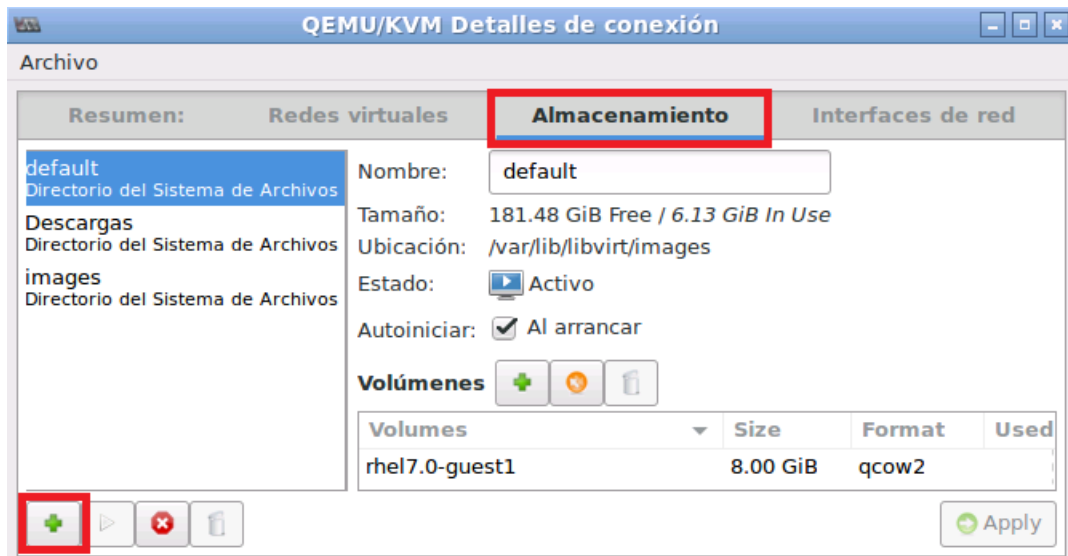 QEMU/KVM Detalles de conexión
Archivo
Resumen: Redes virtuales Almacenamiento Interfaces de red
default
Directorio del Sistema de Archivos
Descargas
Directorio del Sistema de Archivos
images
Directorio del Sistema de Archivos
Nombre: default
Tamaño: 181.48 GiB Free / 6.13 GiB In Use
Ubicación: /var/lib/libvirt/images
Estado: Activo
Autoiniciar: Al arrancar
Volúmenes
Volumes Size Format Used
rhel7.0-guest1 8.00 GiB qcow2
Apply